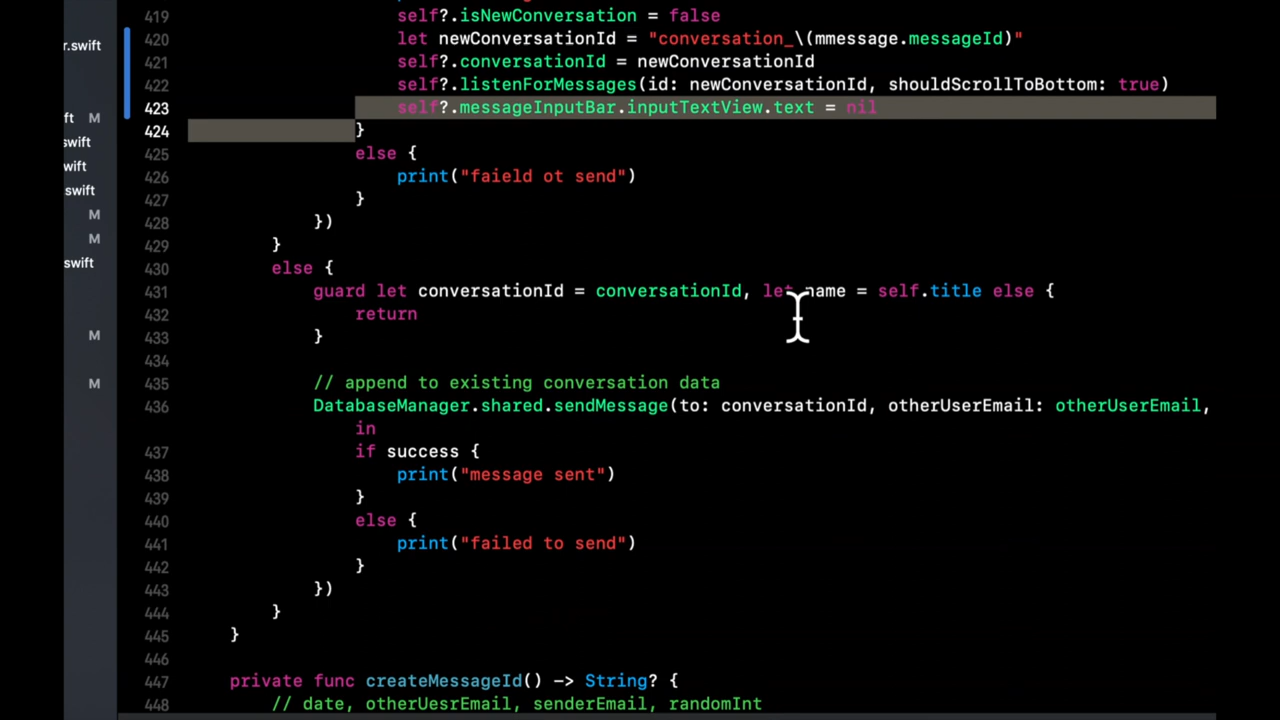 419 self?.isNewConversation = false
r.swift
420 let newConversationId = "conversation_\(mmessage.messageId)"
421 self?.conversationId = newConversationId
422 self?.listenForMessages(id: newConversationId, shouldScrollToBottom: true)
423 self?.messageInputBar.inputTextView.text = nil
ft M
424 }
swift
425 else {
wift
426 print("faield ot send")
swift
427 }
M
428 })
M
429 }
swift
430 else {
431 guard let conversationId = conversationId, let name = self.title else {
432 return
M
433 }
434
M
435 // append to existing conversation data
436 DatabaseManager.shared.sendMessage(to: conversationId, otherUserEmail: otherUserEmail,
in
437 if success {
438 print("message sent")
439 }
440 else {
441 print("failed to send")
442 }
443 })
444 }
445 }
446
447 private func createMessageId() -> String? {
448 // date, otherUesrEmail, senderEmail, randomInt